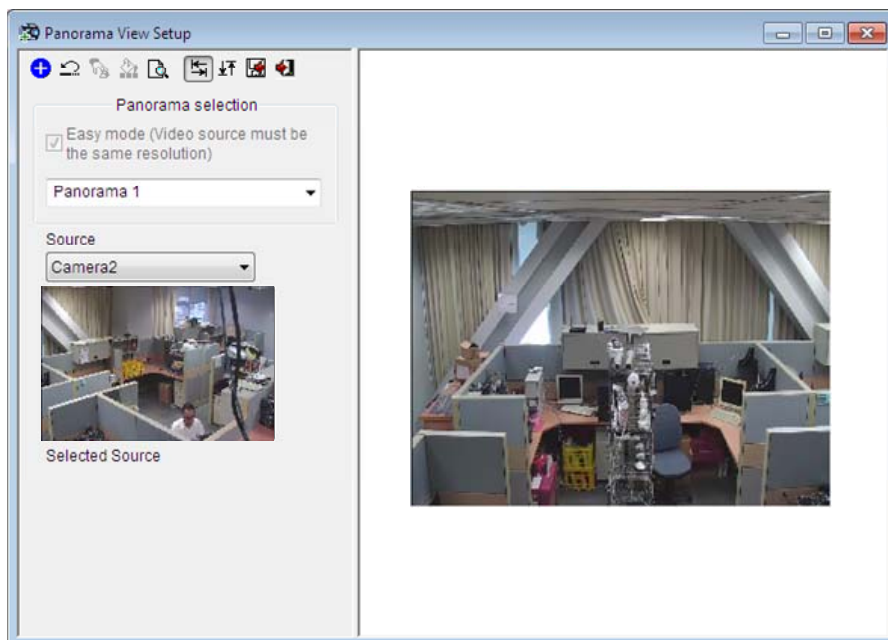 Panorama View Setup
Panorama selection
Easy mode (Video source must be
the same resolution)
Panorama 1
Source
Camera2
Selected Source